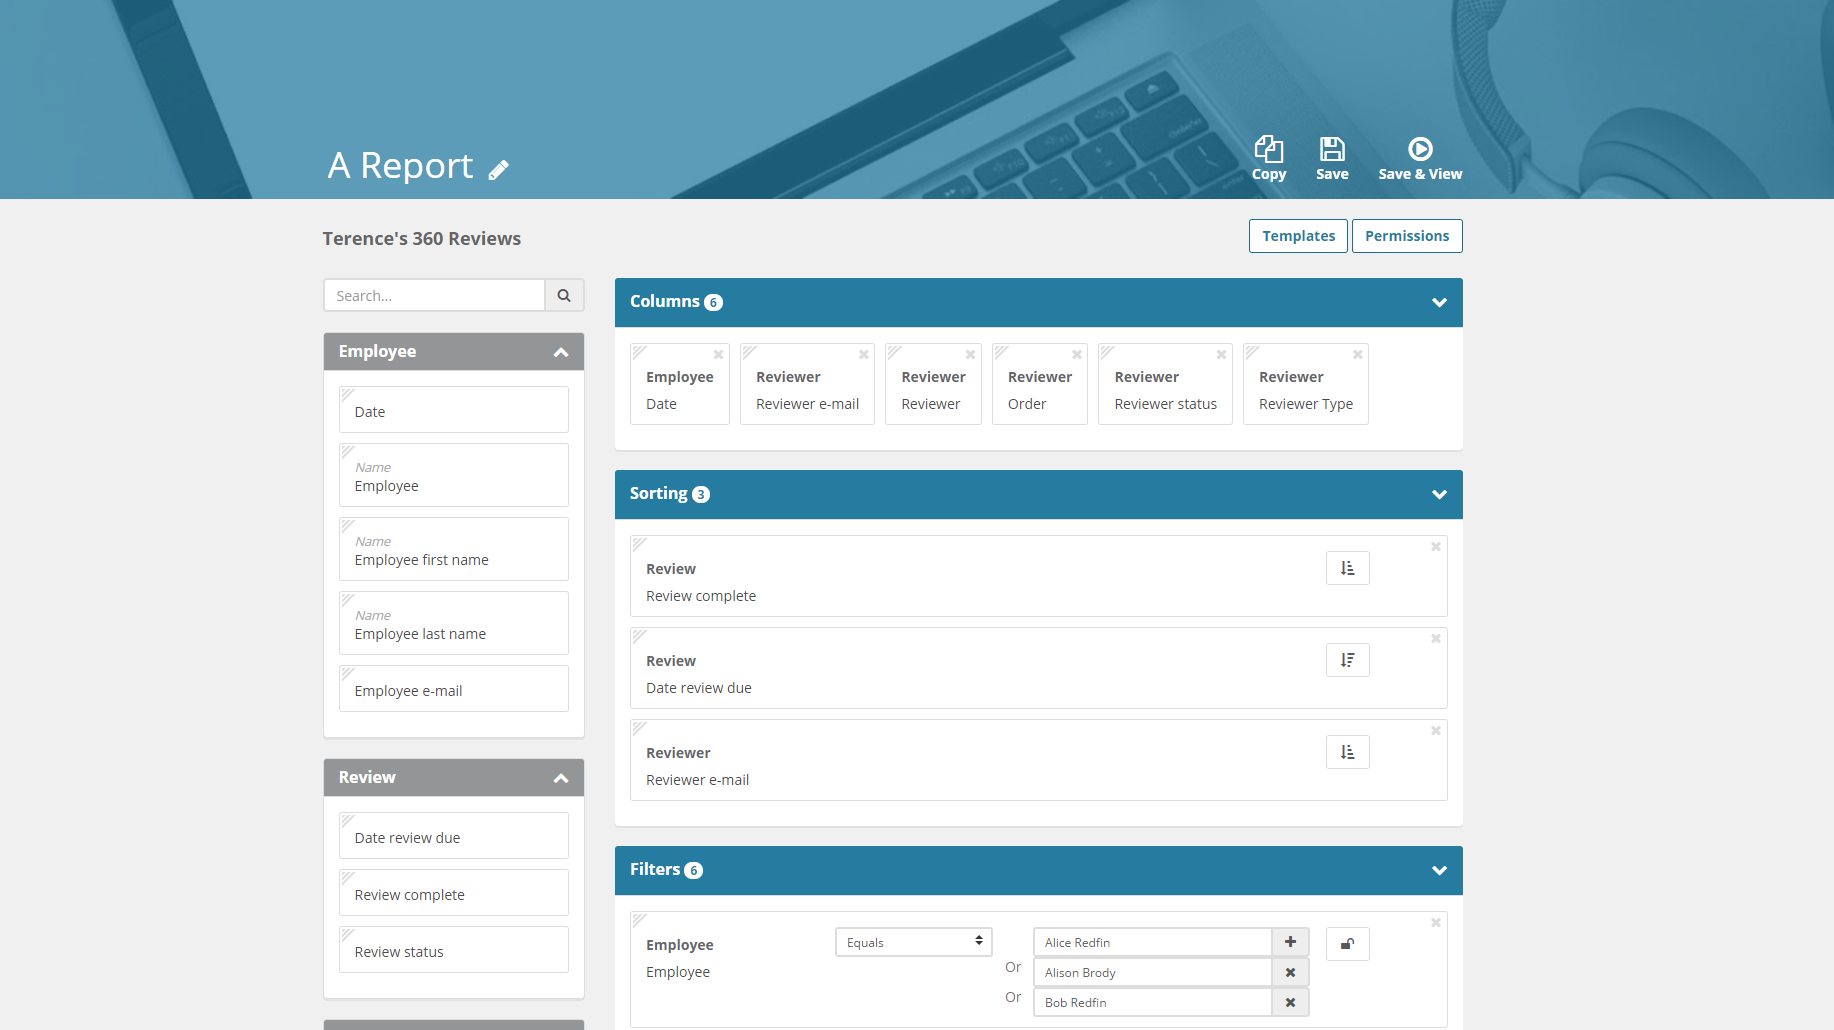 A Report
Copy
Save
Save & View
Terence's 360 Reviews
Templates
Permissions
Search...
Employee
Date
Name
Employee
Name
Employee first name
Name
Employee last name
Employee e-mail
Review
Date review due
Review complete
Review status
Columns 6
Employee
Date
Reviewer
Reviewer e-mail
Reviewer
Reviewer
Reviewer
Order
Reviewer
Reviewer status
Reviewer
Reviewer Type
Sorting 3
Review
Review complete
Review
Date review due
Reviewer
Reviewer e-mail
Filters 6
Employee
Employee
Equals
Alice Redfin
Or
Alison Brody
Or
Bob Redfin